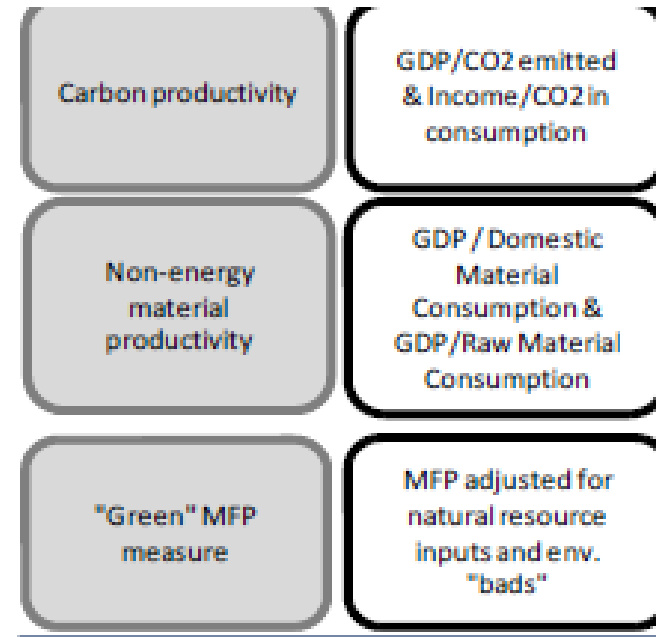 Carbon productivity
GDP/CO2 emitted
& Income/CO2 in
consumption
Non-energy
material
productivity
GDP / Domestic
Material
Consumption &
GDP/Raw Material
Consumption
"Green" MFP
measure
MFP adjusted for
natural resource
inputs and env.
"bads"